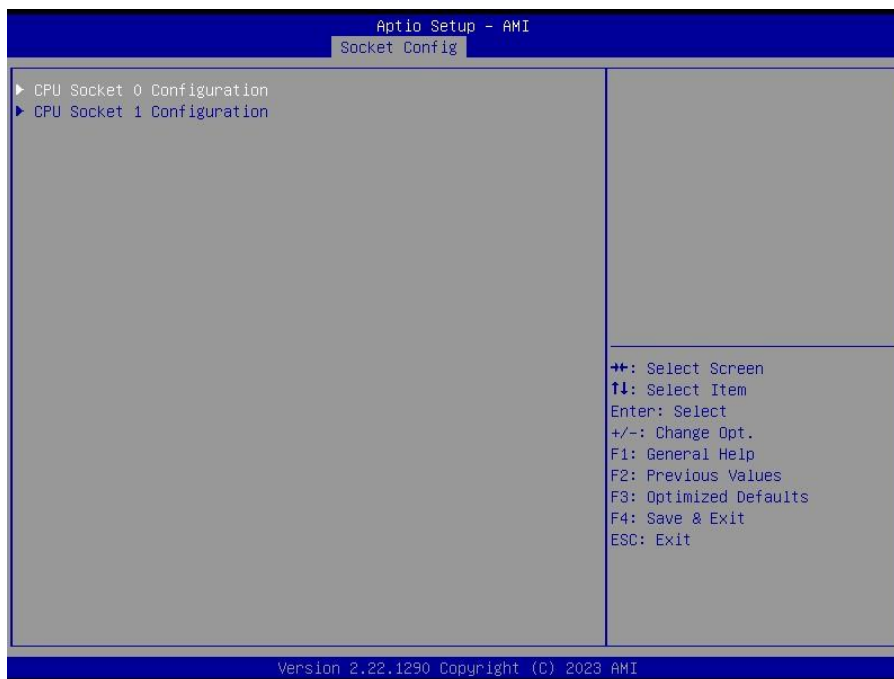 Aptio Setup – AMI
Socket Config
▶ CPU Socket 0 Configuration
▶ CPU Socket 1 Configuration
→←: Select Screen
↑↓: Select Item
Enter: Select
+/-: Change Opt.
F1: General Help
F2: Previous Values
F3: Optimized Defaults
F4: Save & Exit
ESC: Exit
Version 2.22.1290 Copyright (C) 2023 AMI